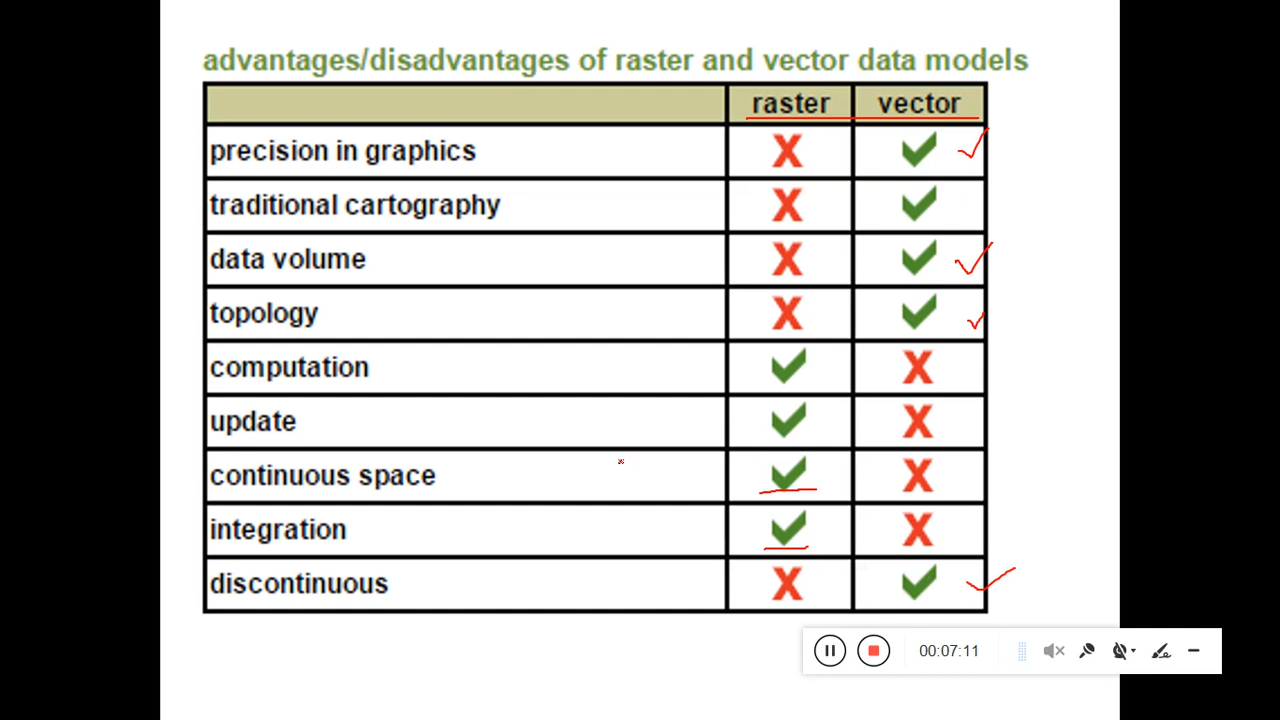 advantages/disadvantages of raster and vector data models
raster vector
precision in graphics X ✔
traditional cartography X ✔
data volume X ✔
topology X ✔
computation ✔ X
update ✔ X
continuous space ✔ X
integration ✔ X
discontinuous X ✔
00:07:11